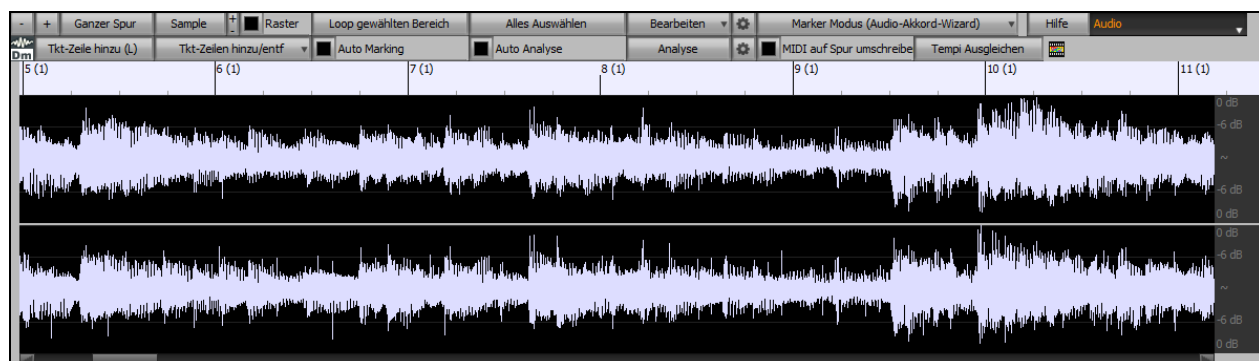 - + Ganzer Spur Sample + - Raster Loop gewählten Bereich Alles Auswählen Bearbeiten Marker Modus (Audio-Akkord-Wizard) Hilfe Audio
Dm Tkt-Zeile hinzu (L) Tkt-Zeilen hinzu/entf Auto Marking Auto Analyse Analyse MIDI auf Spur umschreibe Tempi Ausgleichen
5 (1) 6 (1) 7 (1) 8 (1) 9 (1) 10 (1) 11 (1)
0 dB
-6 dB
~
-6 dB
0 dB
0 dB
-6 dB
~
-6 dB
0 dB